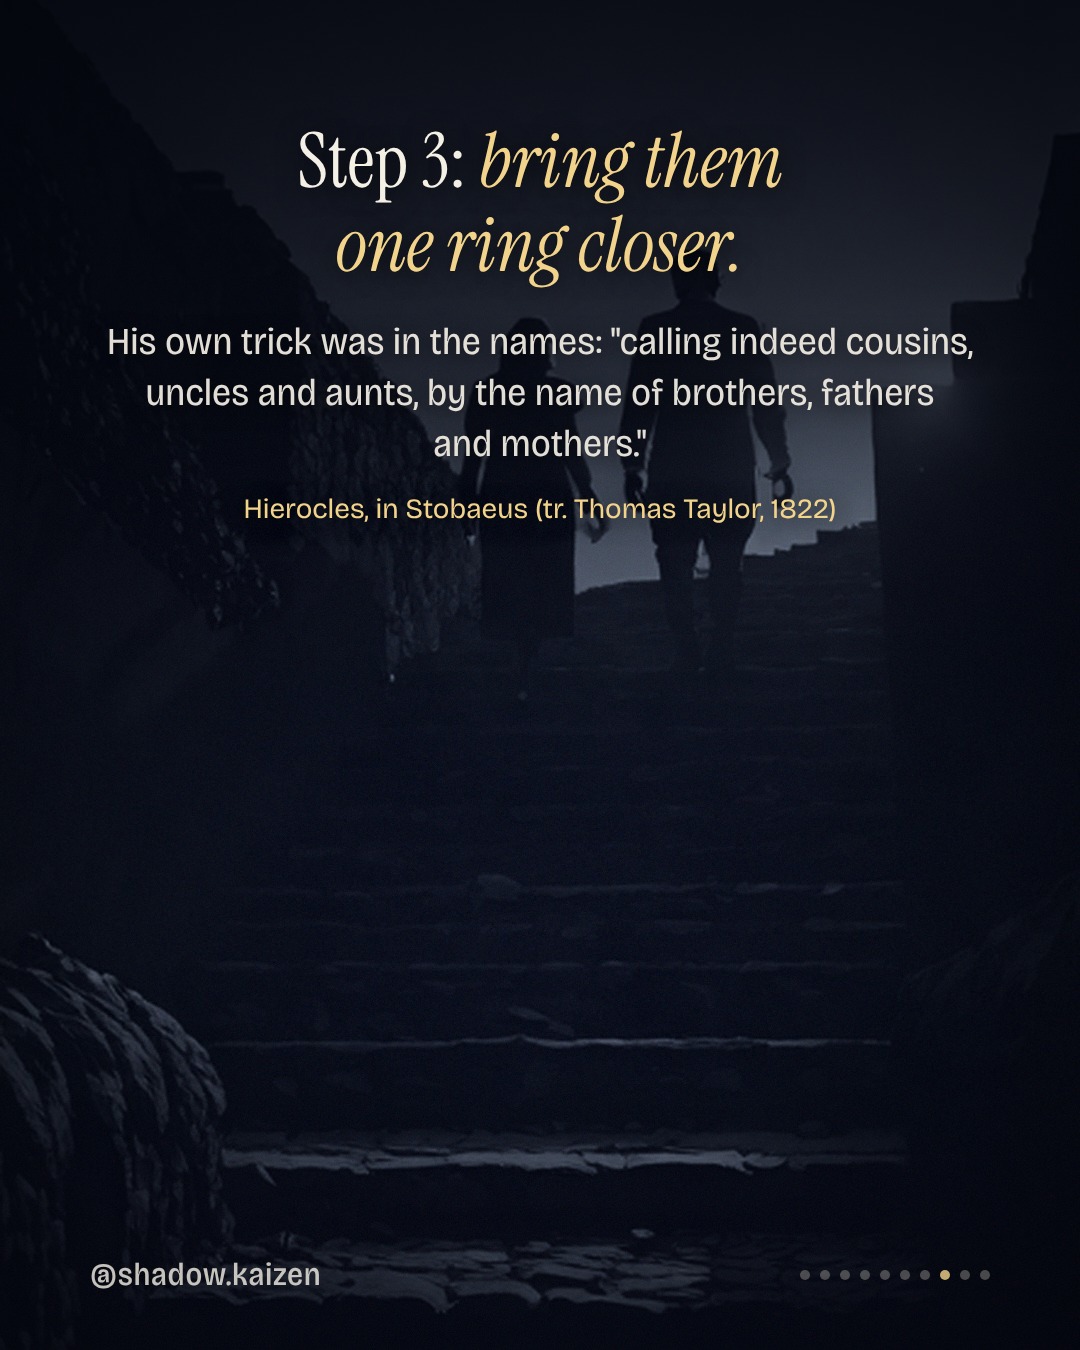 Step 3: bring them
one ring closer.
His own trick was in the names: "calling indeed cousins,
uncles and aunts, by the name of brothers, fathers
and mothers."
Hierocles, in Stobaeus (tr. Thomas Taylor, 1822)
@shadow.kaizen